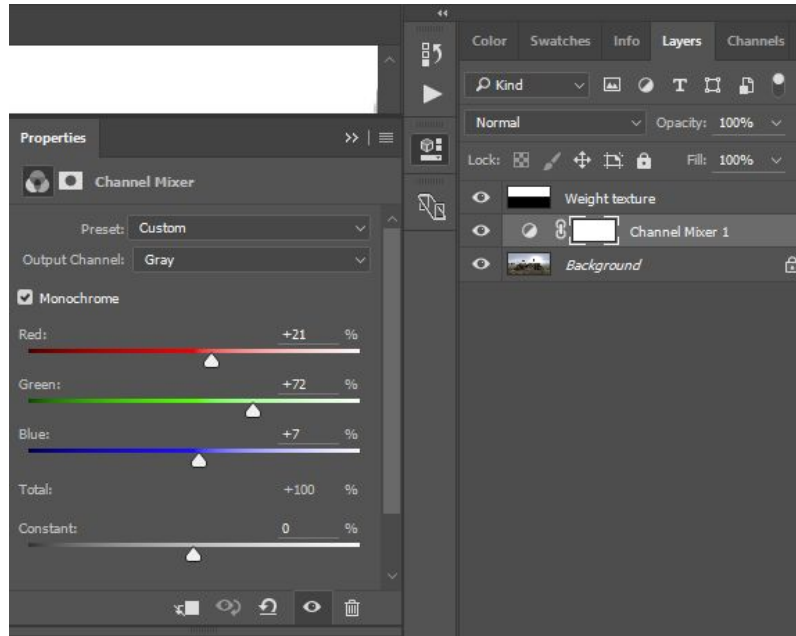 Color Swatches Info Layers Channels
Kind
T
Normal Opacity: 100%
Properties
Lock: Fill: 100%
Channel Mixer
Weight texture
Preset: Custom
Channel Mixer 1
Output Channel: Gray
Background
Monochrome
Red: +21 %
Green: +72 %
Blue: +7 %
Total: +100 %
Constant: 0 %